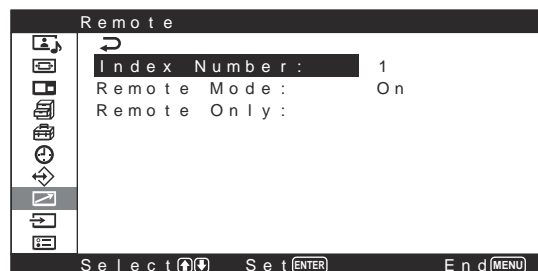 Remote
Index Number: 1
Remote Mode: On
Remote Only:
Select Set ENTER End MENU